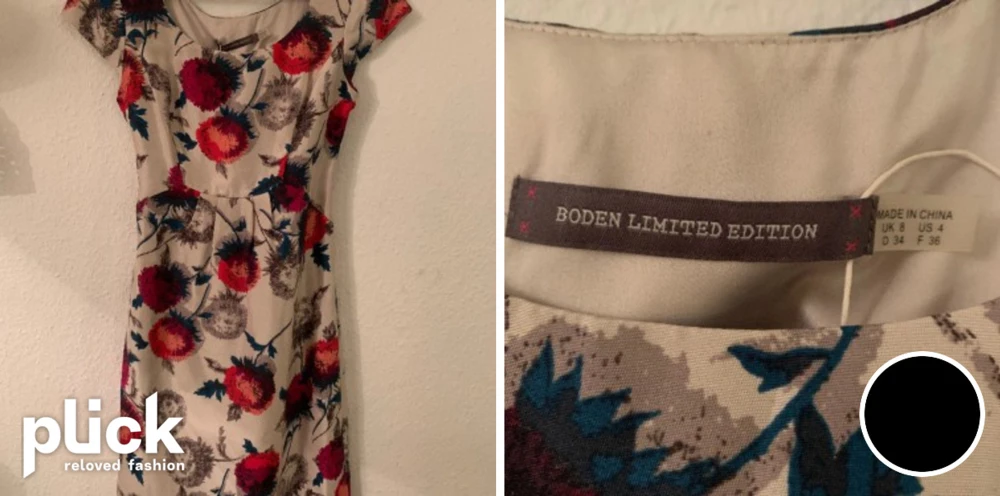 plick
reloved fashion
BODEN LIMITED EDITION
MADE IN CHINA
UK 8 US 4
D 34 F 36